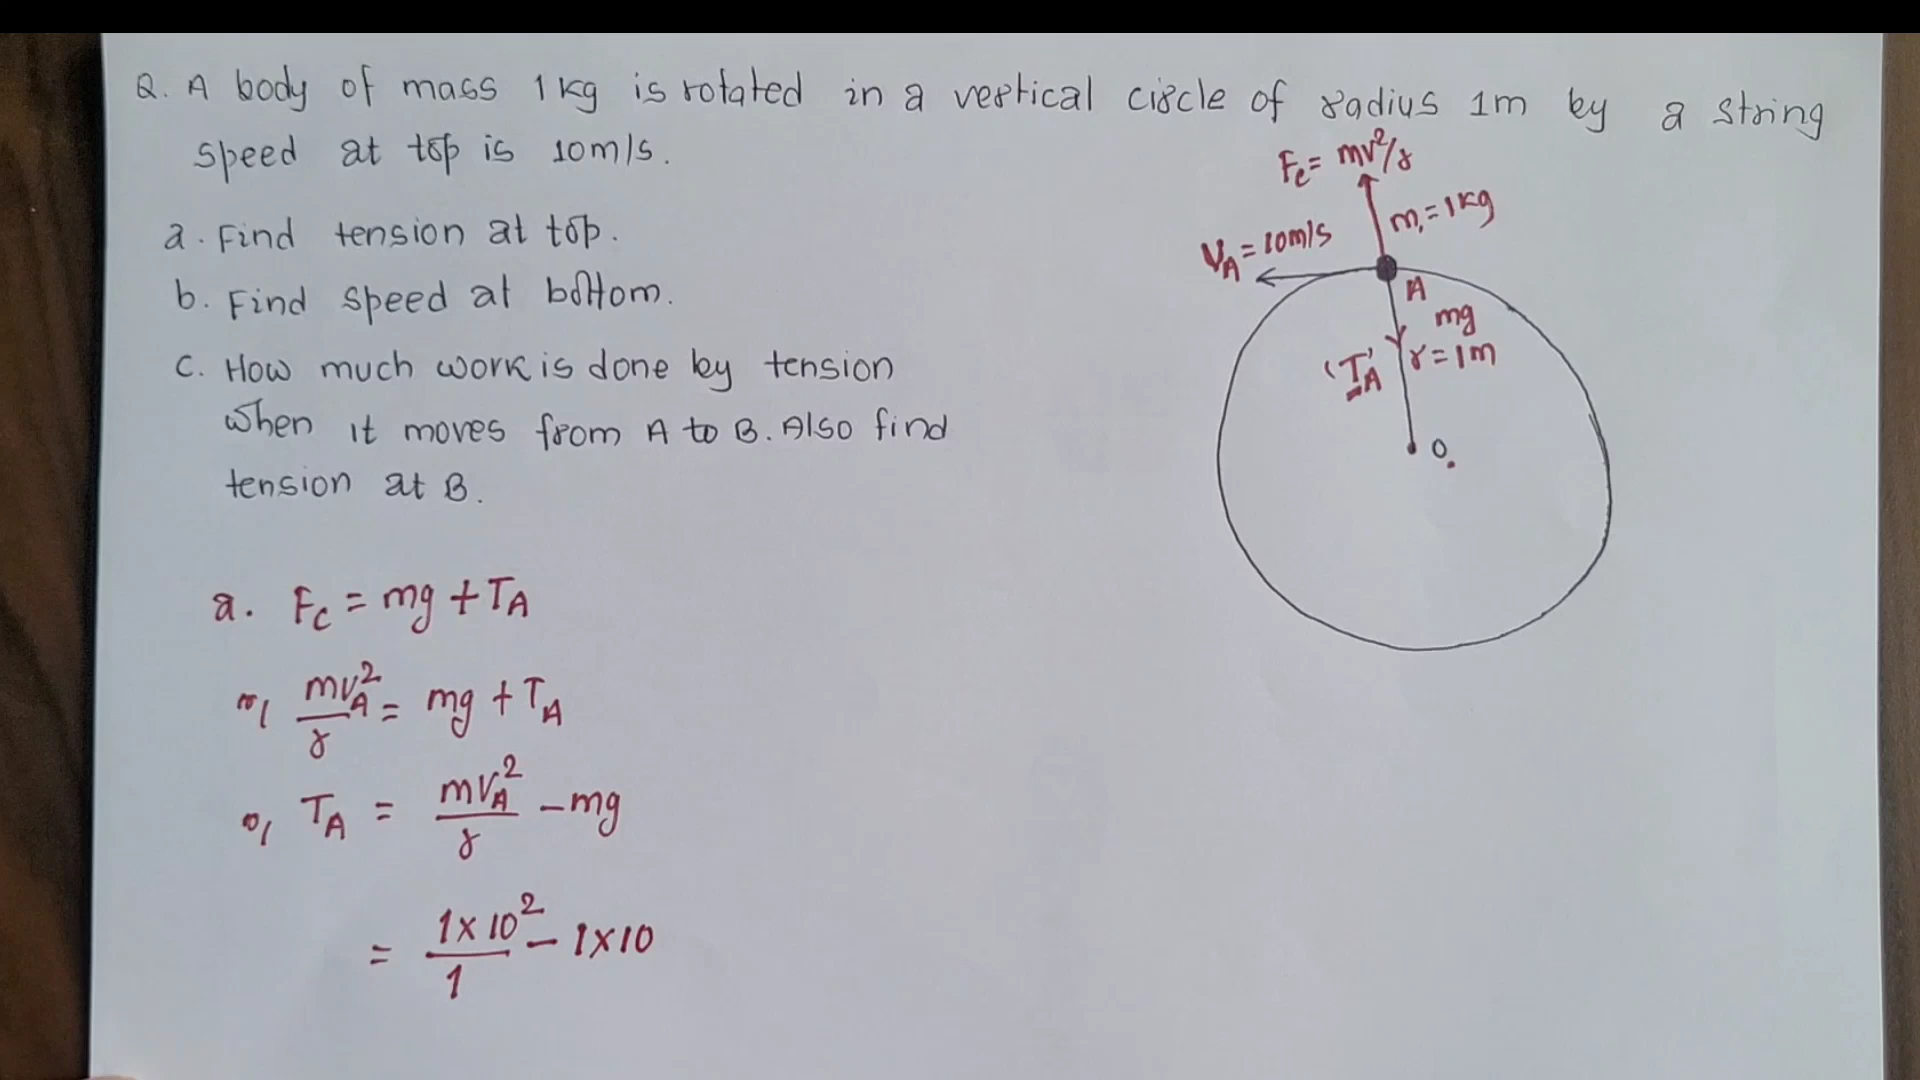 Q. A body of mass 1 kg is rotated in a vertical circle of radius 1m by a string
speed at top is 10m/s.
a. Find tension at top.
b. Find speed at bottom.
c. How much work is done by tension
when it moves from A to B. Also find
tension at B.
Fc = mv²/r
m, = 1kg
VA = 10m/s
A
mg
'TA'
r = 1m
O
a. Fc = mg + TA
or, mvA²/r = mg + TA
or, TA = mvA²/r - mg
= 1×10²/1 - 1×10